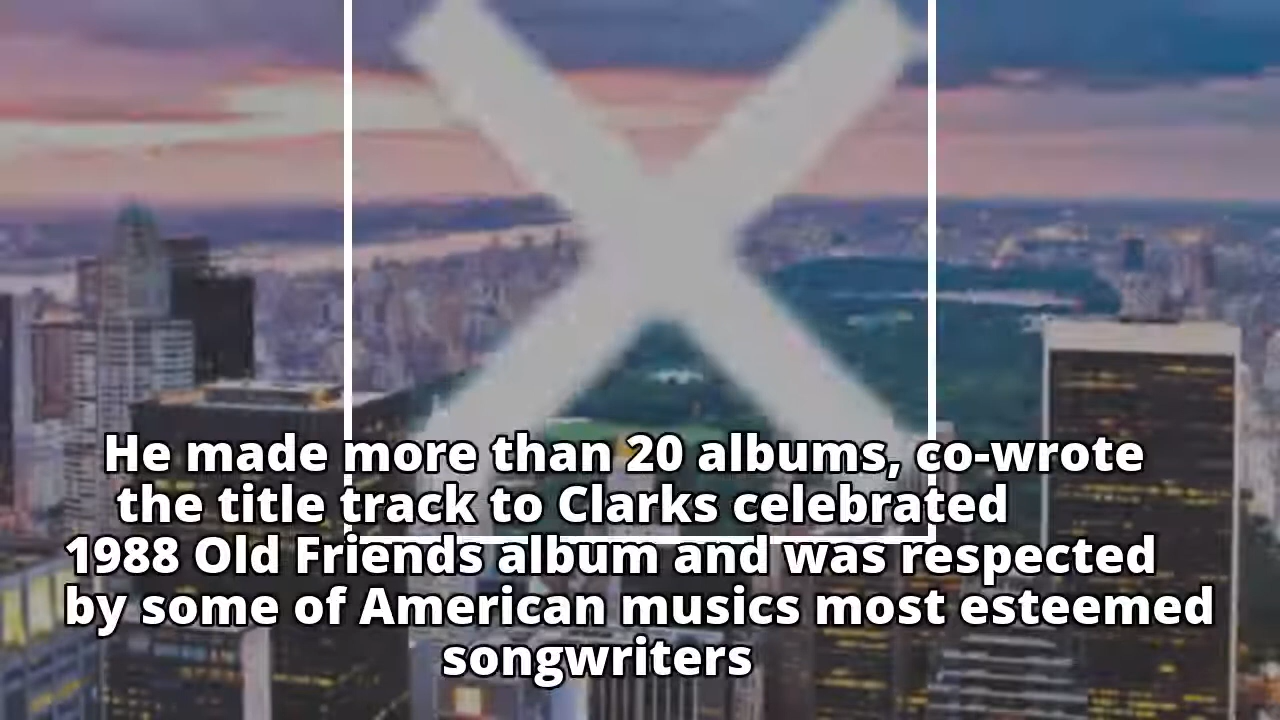 He made more than 20 albums, co-wrote
the title track to Clarks celebrated
1988 Old Friends album and was respected
by some of American musics most esteemed
songwriters